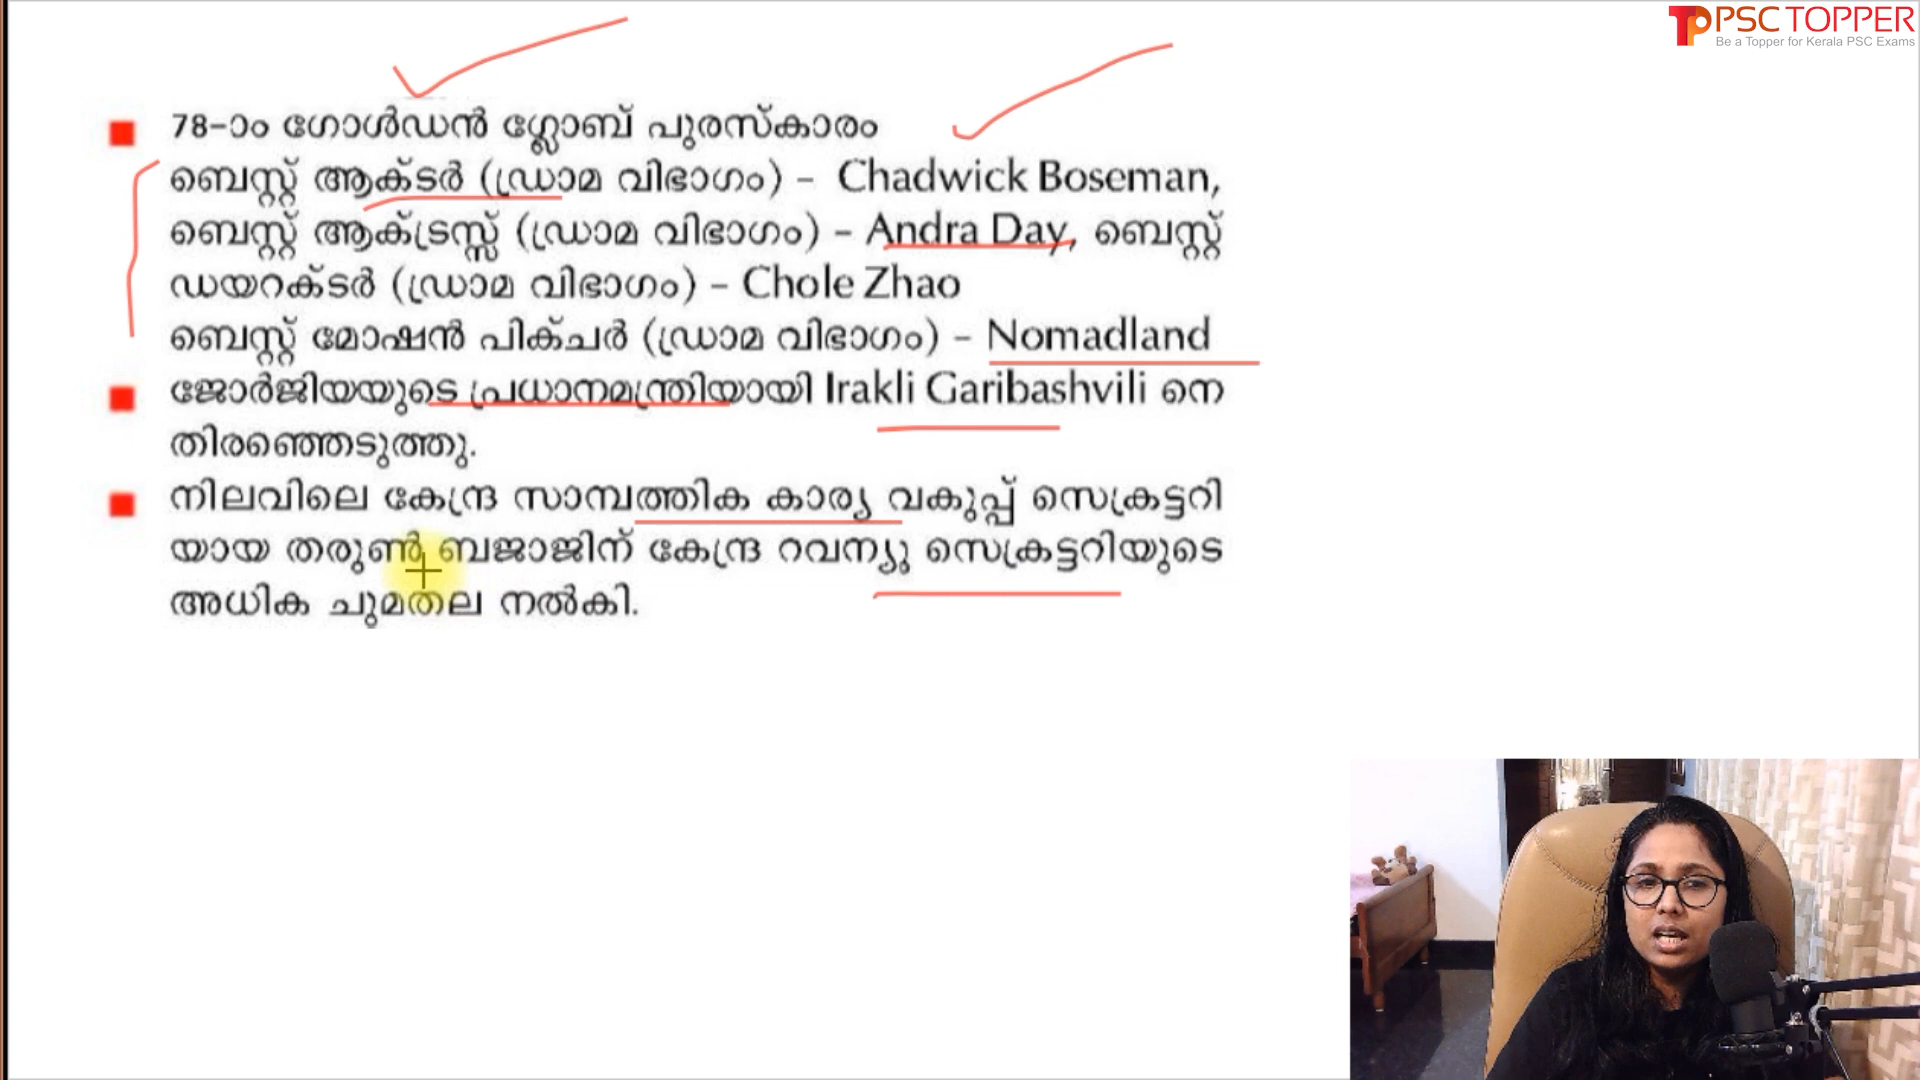 PSC TOPPER
Be a Topper for Kerala PSC Exams
78-ാം ഗോൾഡൻ ഗ്ലോബ് പുരസ്കാരം
ബെസ്റ്റ് ആക്ടർ (ഡ്രാമ വിഭാഗം) - Chadwick Boseman,
ബെസ്റ്റ് ആക്ട്രസ്സ് (ഡ്രാമ വിഭാഗം) - Andra Day, ബെസ്റ്റ്
ഡയറക്ടർ (ഡ്രാമ വിഭാഗം) - Chole Zhao
ബെസ്റ്റ് മോഷൻ പിക്ചർ (ഡ്രാമ വിഭാഗം) - Nomadland
ജോർജിയയുടെ പ്രധാനമന്ത്രിയായി Irakli Garibashvili നെ
തിരഞ്ഞെടുത്തു.
നിലവിലെ കേന്ദ്ര സാമ്പത്തിക കാര്യ വകുപ്പ് സെക്രട്ടറി
യായ തരുൺ ബജാജിന് കേന്ദ്ര റവന്യു സെക്രട്ടറിയുടെ
അധിക ചുമതല നൽകി.